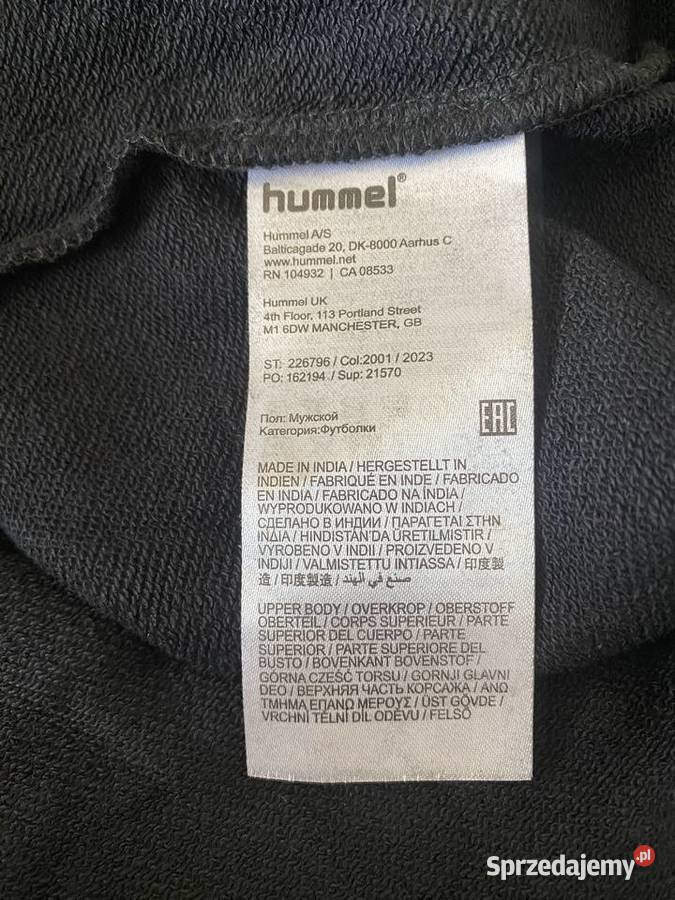 hummel®
Hummel A/S
Balticagade 20, DK-8000 Aarhus C
www.hummel.net
RN 104932 | CA 08533
Hummel UK
4th Floor, 113 Portland Street
M1 6DW MANCHESTER, GB
ST: 226796 / Col:2001 / 2023
PO: 162194 / Sup: 21570
Пол: Мужской
Категория:Футболки
EAC
MADE IN INDIA / HERGESTELLT IN
INDIEN / FABRIQUÉ EN INDE / FABRICADO
EN INDIA / FABRICADO NA ÍNDIA /
WYPRODUKOWANO W INDIACH /
СДЕЛАНО В ИНДИИ / ΠΑΡΑΓΕΤΑΙ ΣΤΗΝ
ΙΝΔΙΑ / HINDISTAN'DA ÜRETILMISTIR /
VYROBENO V INDII / PROIZVEDENO V
INDIJI / VALMISTETTU INTIASSA / 印度製
造 / 印度製造 / صنع في الهند
UPPER BODY / OVERKROP / OBERSTOFF
OBERTEIL / CORPS SUPERIEUR / PARTE
SUPERIOR DEL CUERPO / PARTE
SUPERIOR / PARTE SUPERIORE DEL
BUSTO / BOVENKANT BOVENSTOF /
GÓRNA CZEŚĆ TORSU / GORNJI GLAVNI
DEO / ВЕРХНЯЯ ЧАСТЬ КОРСАЖА / ΑΝΩ
ΤΜΗΜΑ ΕΠΑΝΩ ΜΕΡΟΥΣ / ÜST GÖVDE /
VRCHNÍ TĚLNÍ DÍL ODĚVU / FELSŐ
Sprzedajemy.pl